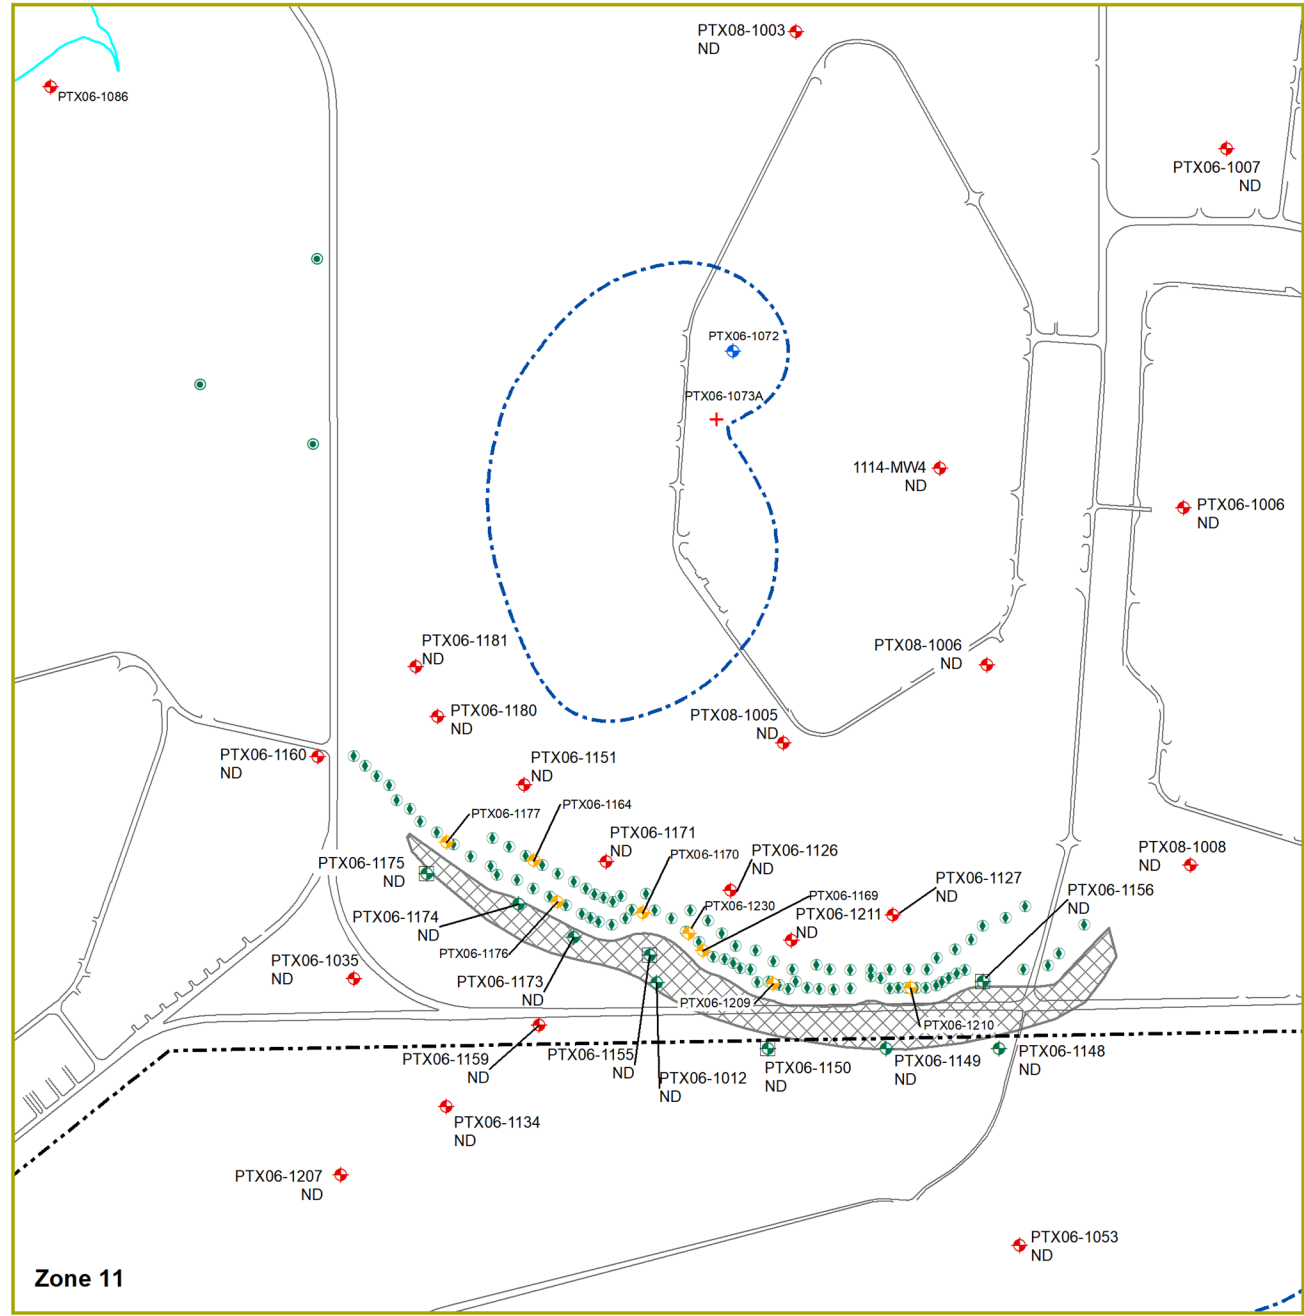 PTX08-1003
ND
PTX06-1086
PTX06-1007
ND
PTX06-1072
PTX06-1073A
1114-MW4
ND
PTX06-1006
ND
PTX06-1181
ND
PTX08-1006
ND
PTX06-1180
ND
PTX08-1005
ND
PTX06-1160
ND
PTX06-1151
ND
PTX06-1177
PTX06-1164
PTX06-1171
ND
PTX06-1170
PTX06-1126
ND
PTX08-1008
ND
PTX06-1175
ND
PTX06-1169
PTX06-1127
ND
PTX06-1156
ND
PTX06-1230
PTX06-1211
ND
PTX06-1174
ND
PTX06-1176
PTX06-1035
ND
PTX06-1173
ND
PTX06-1209
PTX06-1210
PTX06-1159
ND
PTX06-1155
ND
PTX06-1012
ND
PTX06-1150
ND
PTX06-1149
ND
PTX06-1148
ND
PTX06-1134
ND
PTX06-1207
ND
PTX06-1053
ND
Zone 11